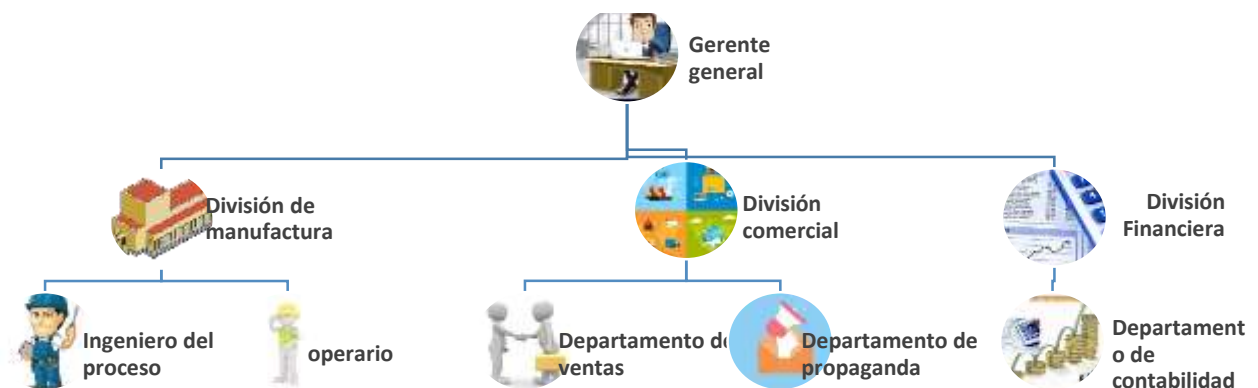 Gerente
general
División de
manufactura
División
comercial
División
Financiera
Ingeniero del
proceso
operario
Departamento de
ventas
Departamento de
propaganda
Departament
o de
contabilidad